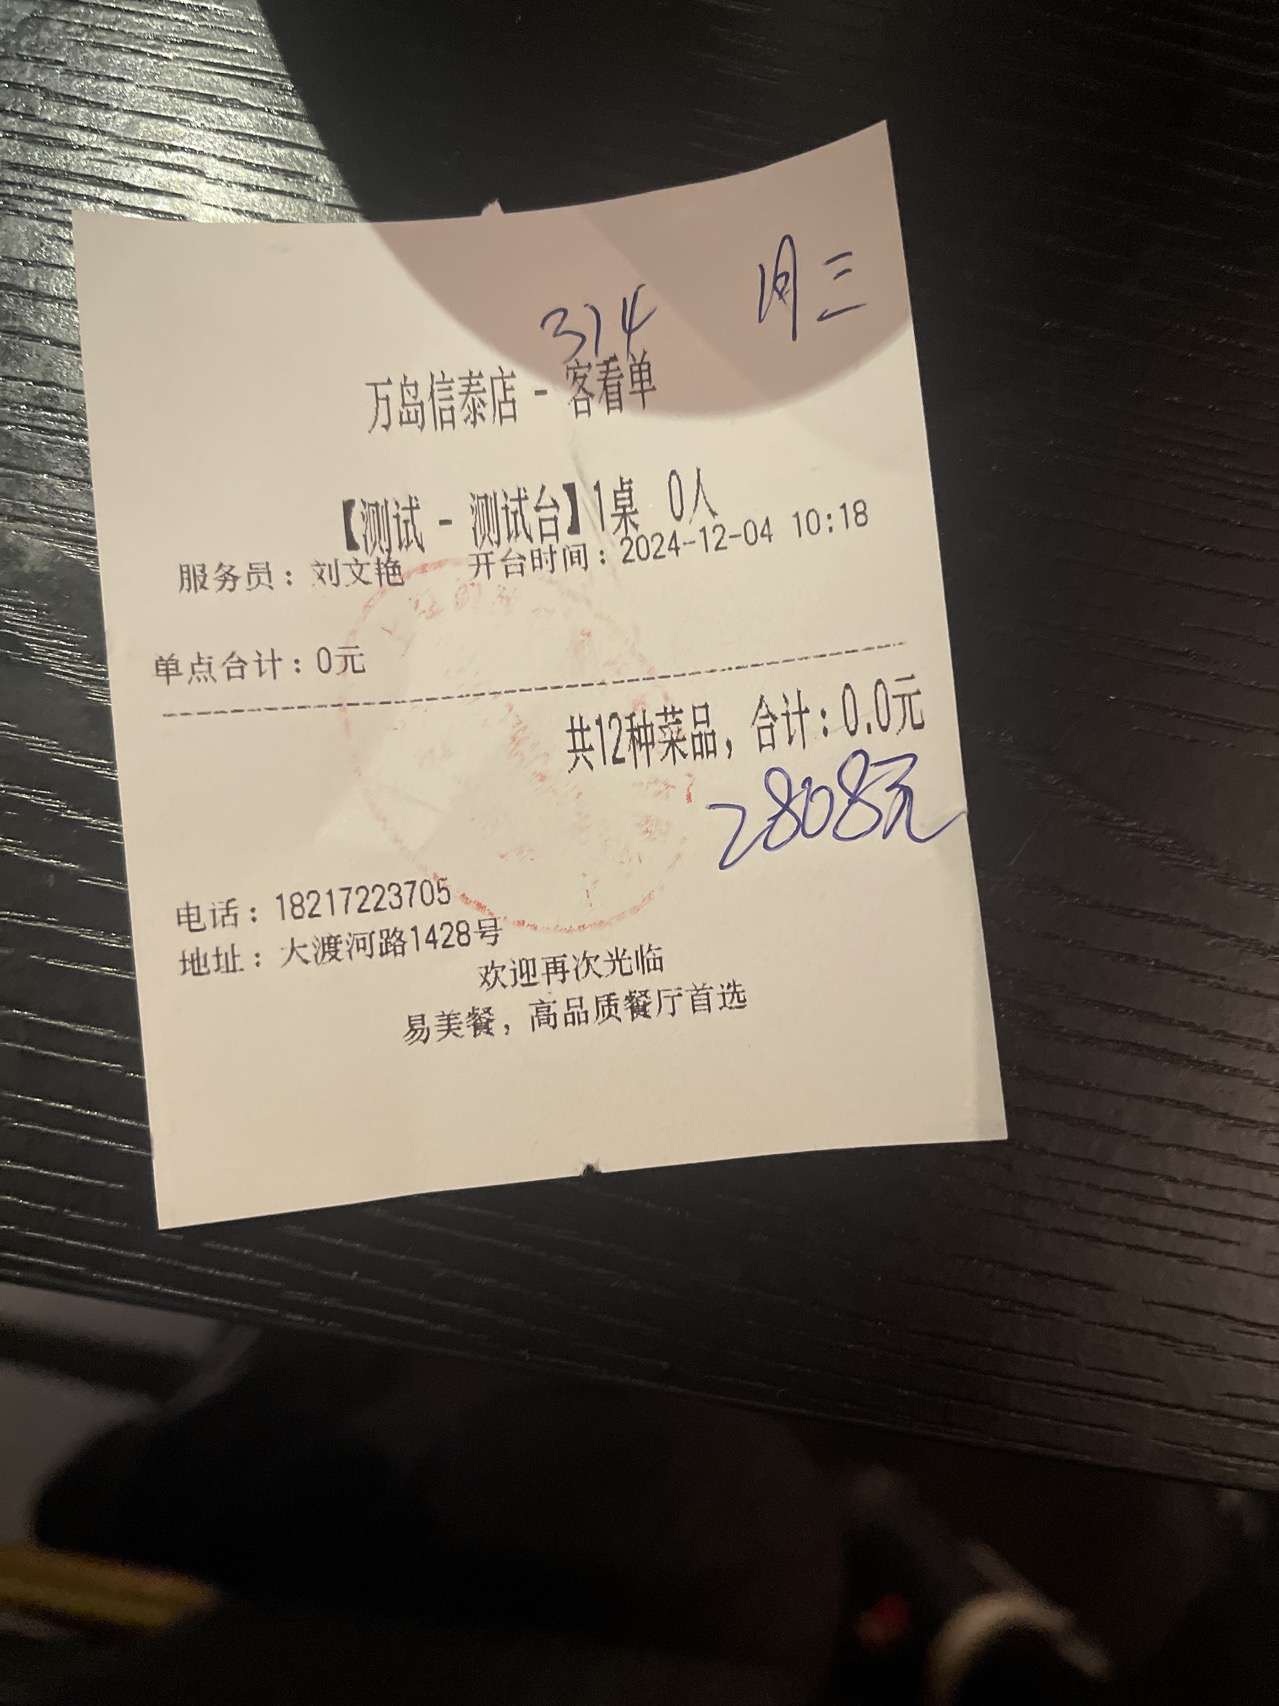 374 周三
万岛信泰店 - 客看单
【测试 - 测试台】1桌 0人
服务员：刘文艳 开台时间：2024-12-04 10:18
单点合计：0元
共12种菜品，合计：0.0元
2808元
电话：18217223705
地址：大渡河路1428号
欢迎再次光临
易美餐，高品质餐厅首选